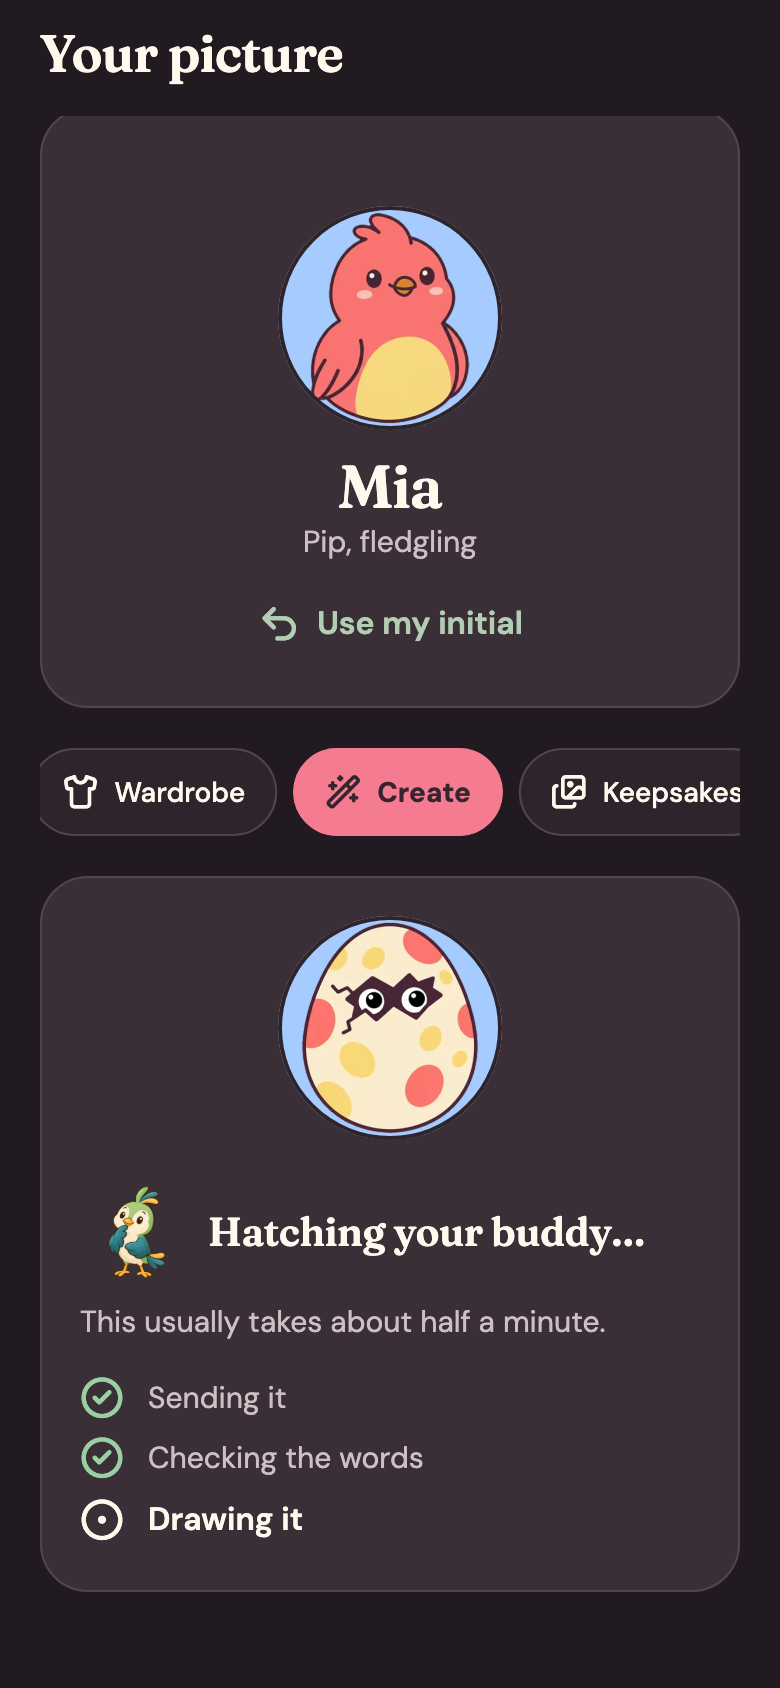 Your picture
Mia
Pip, fledgling
Use my initial
Wardrobe
Create
Keepsakes
Hatching your buddy...
This usually takes about half a minute.
Sending it
Checking the words
Drawing it